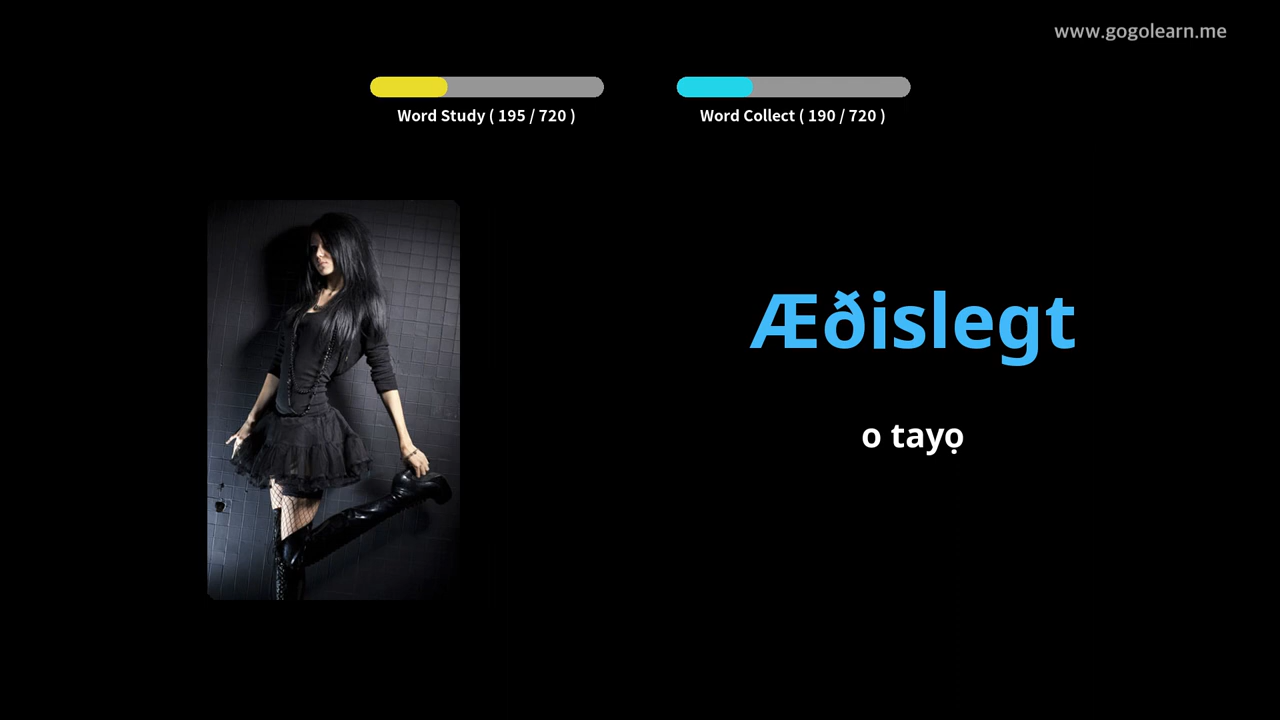 www.gogolearn.me
Word Study ( 195 / 720 )
Word Collect ( 190 / 720 )
Æðislegt
o tayọ